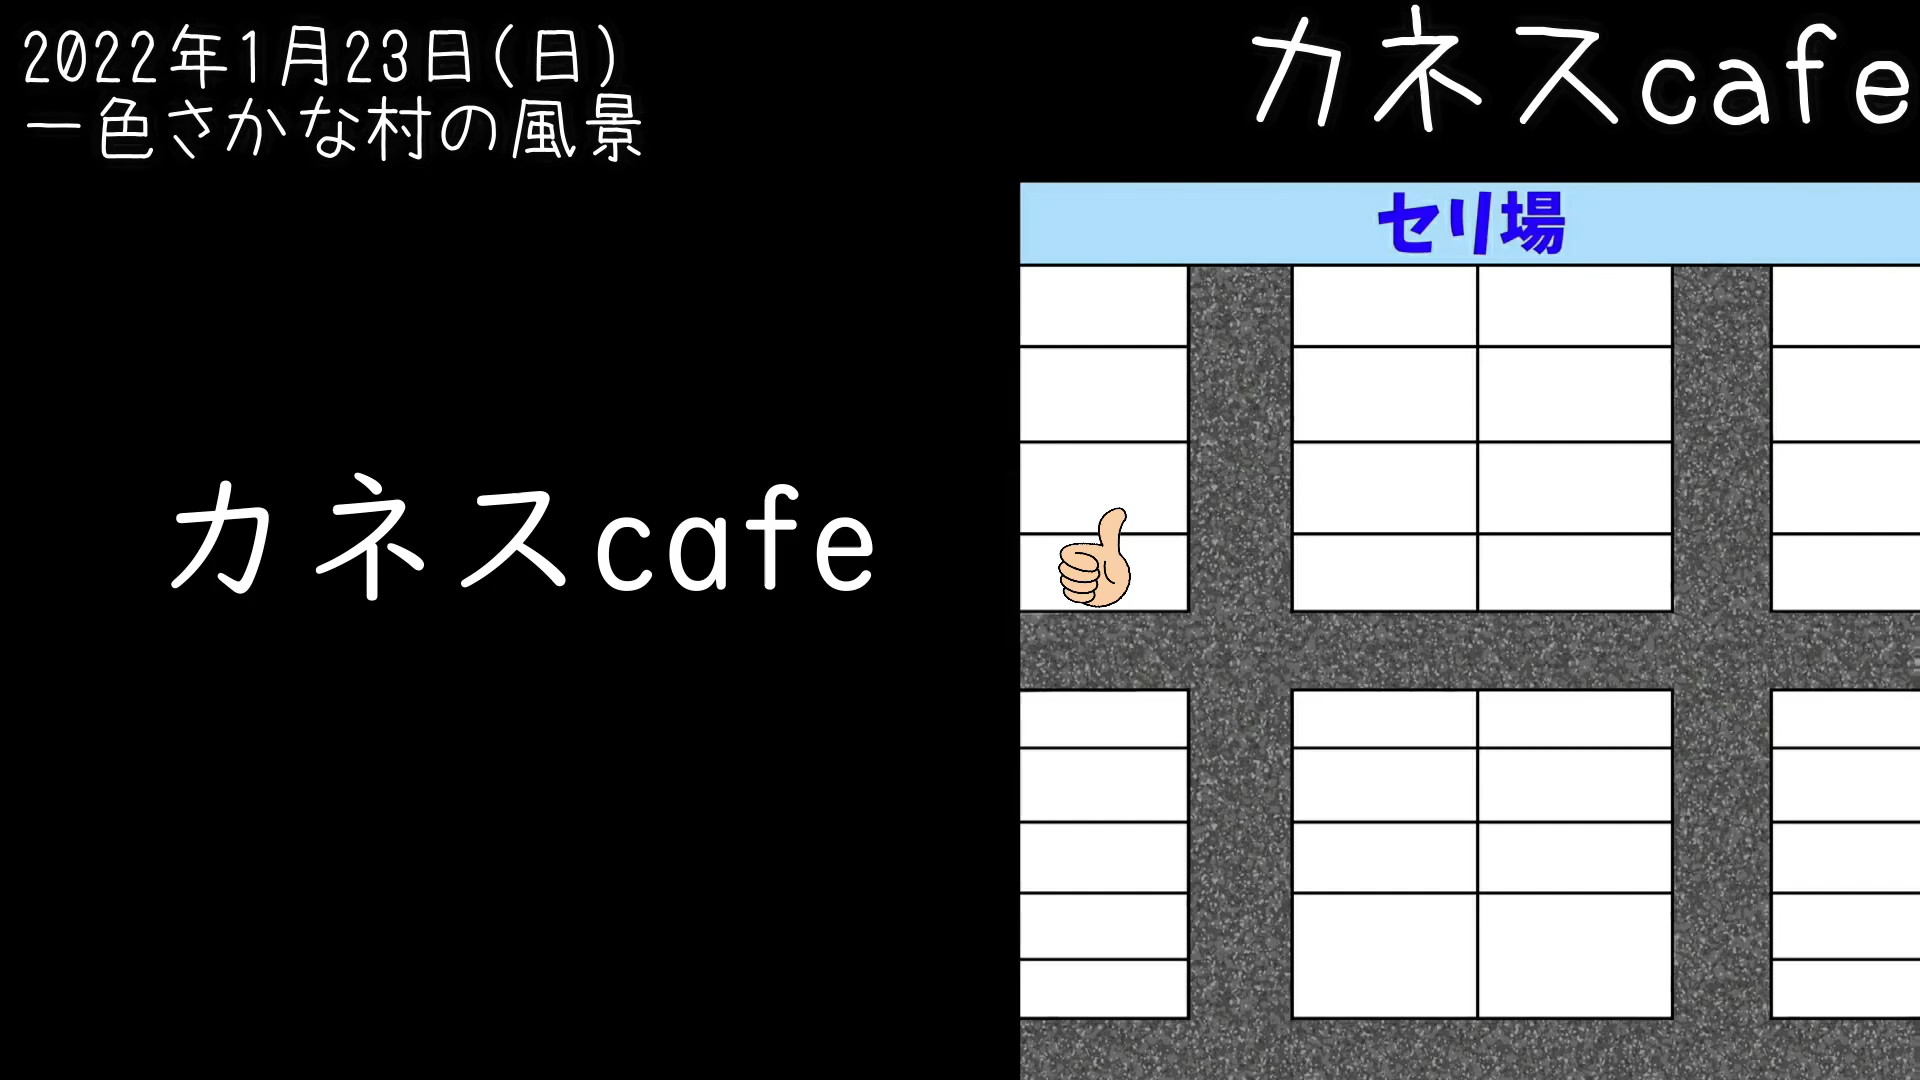 2022年1月23日(日)
一色さかな村の風景
カネスcafe
セリ場
カネスcafe